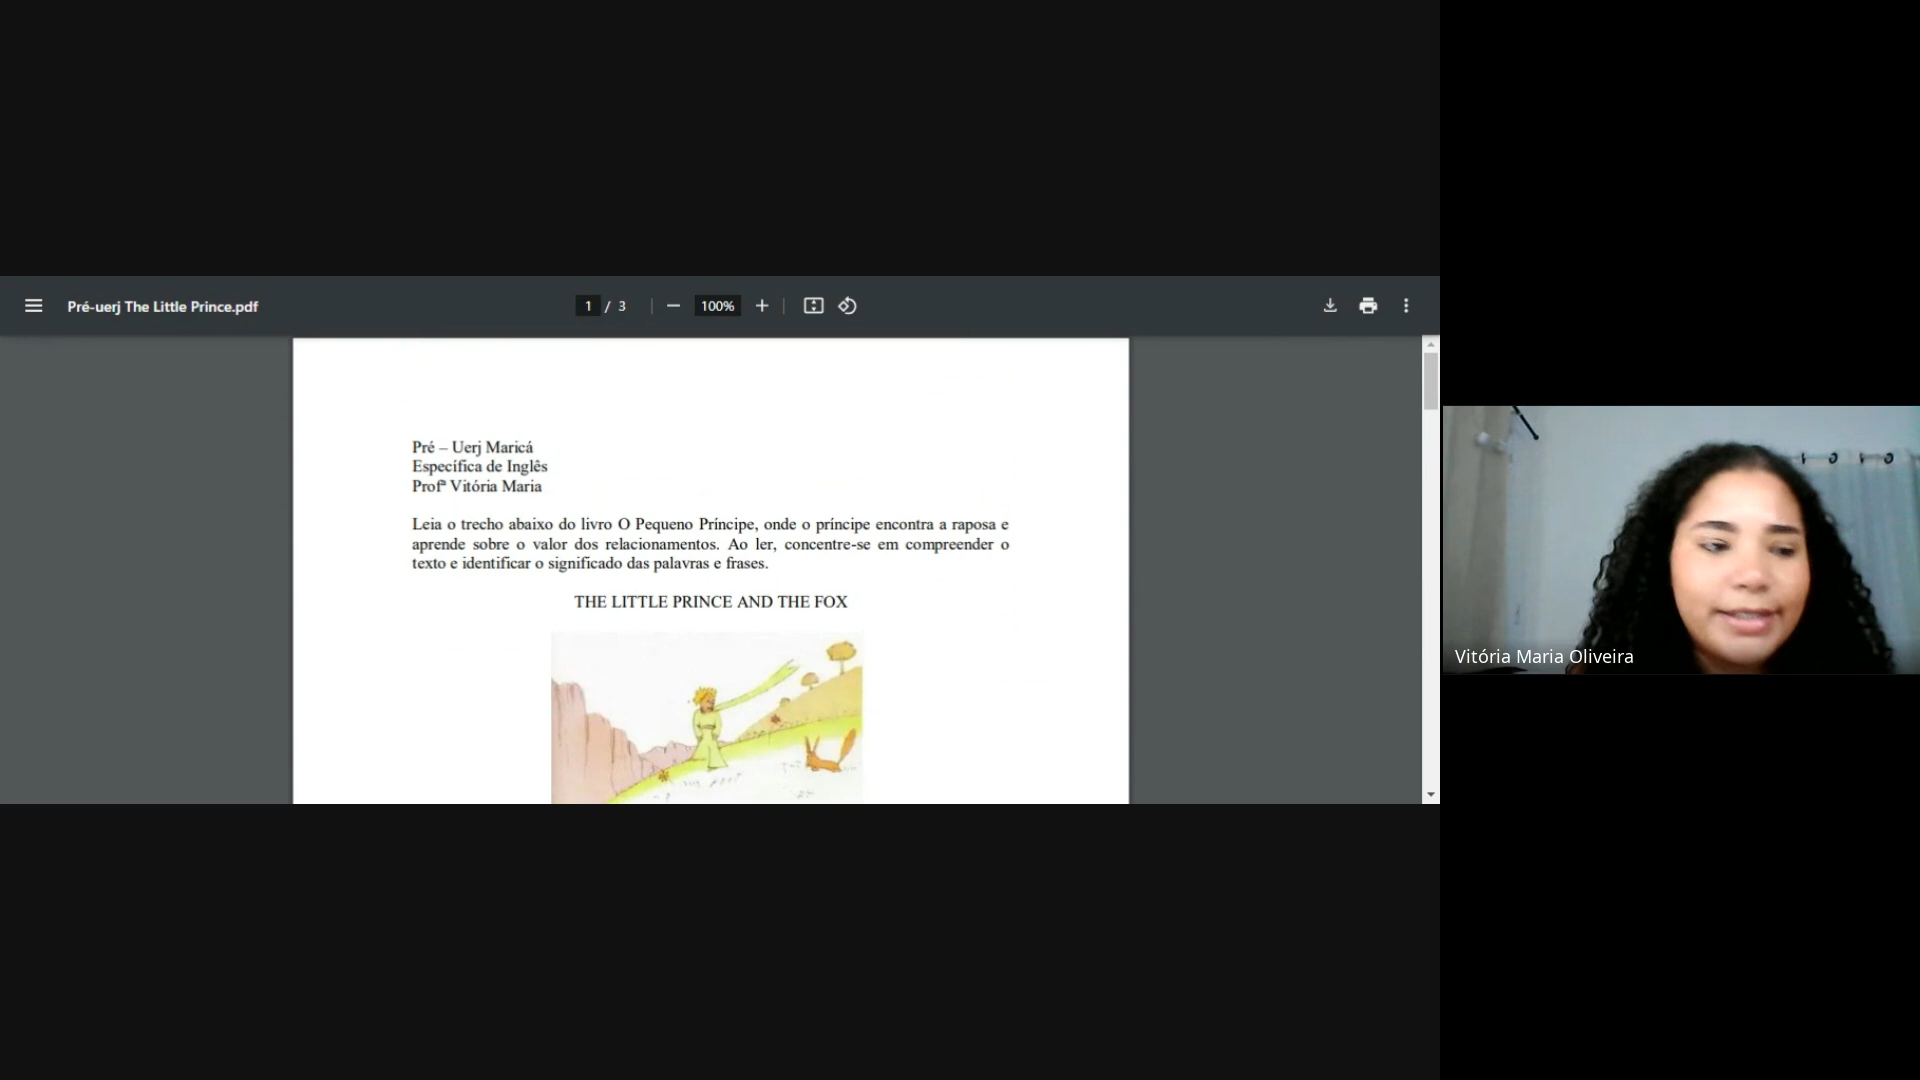 Pré-uerj The Little Prince.pdf
1 / 3
100%
Pré – Uerj Maricá
Específica de Inglês
Profª Vitória Maria
Leia o trecho abaixo do livro O Pequeno Príncipe, onde o príncipe encontra a raposa e
aprende sobre o valor dos relacionamentos. Ao ler, concentre-se em compreender o
texto e identificar o significado das palavras e frases.
THE LITTLE PRINCE AND THE FOX
Vitória Maria Oliveira